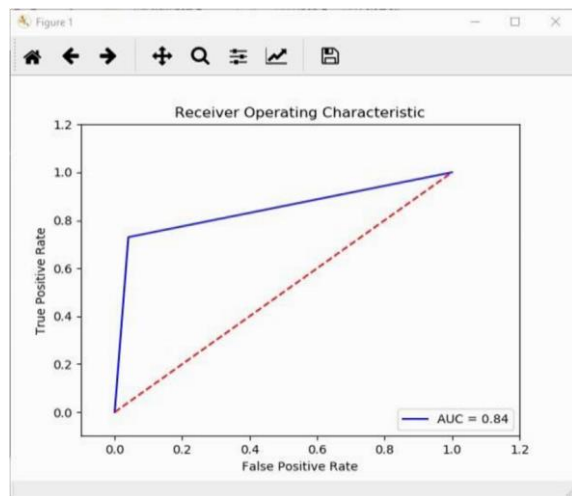 Figure 1
Receiver Operating Characteristic
1.2
1.0
0.8
0.6
0.4
0.2
0.0
True Positive Rate
AUC = 0.84
0.0 0.2 0.4 0.6 0.8 1.0 1.2
False Positive Rate